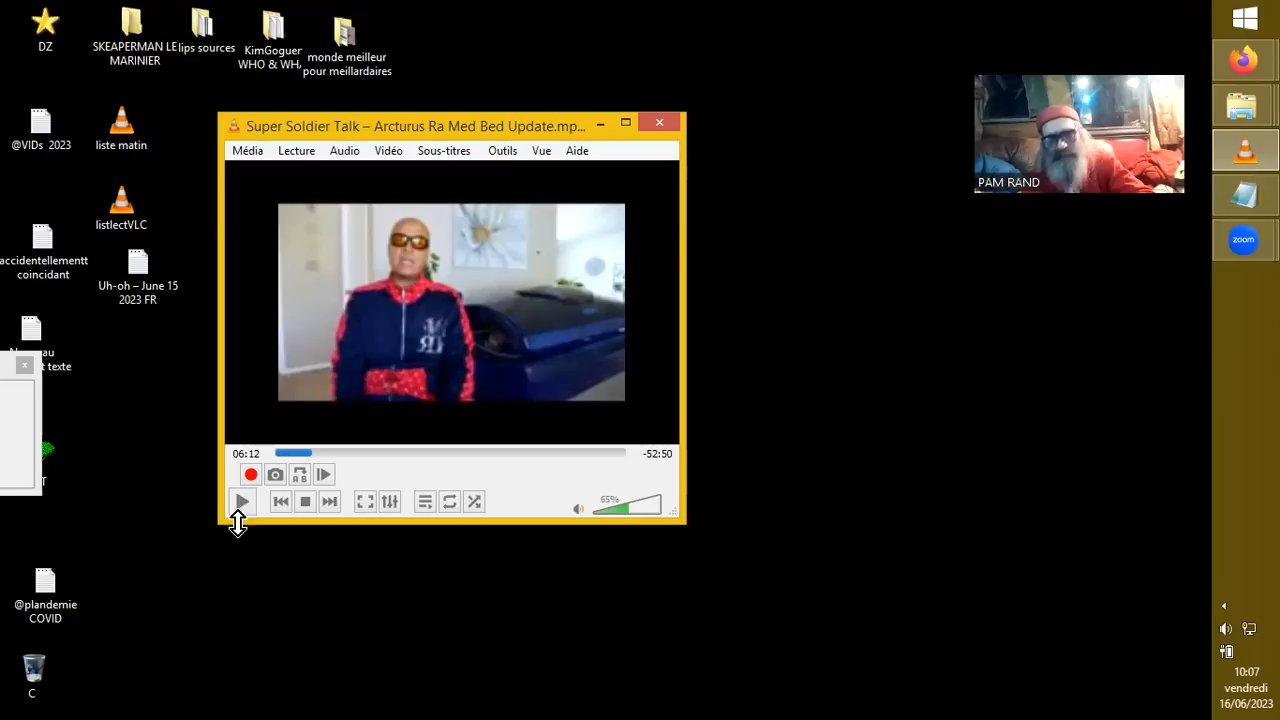 DZ
SKEAPERMAN LE
MARINIER
lips sources
KimGoguer
WHO & WH
monde meilleur
pour meillardaires
@VIDs 2023
liste matin
listlectVLC
accidentellementt
coincidant
Uh-oh – June 15
2023 FR
t texte
@plandemie
COVID
C
Super Soldier Talk – Arcturus Ra Med Bed Update.mp...
Média Lecture Audio Vidéo Sous-titres Outils Vue Aide
06:12
-52:50
A B
65%
PAM RAND
zoom
10:07
vendredi
16/06/2023